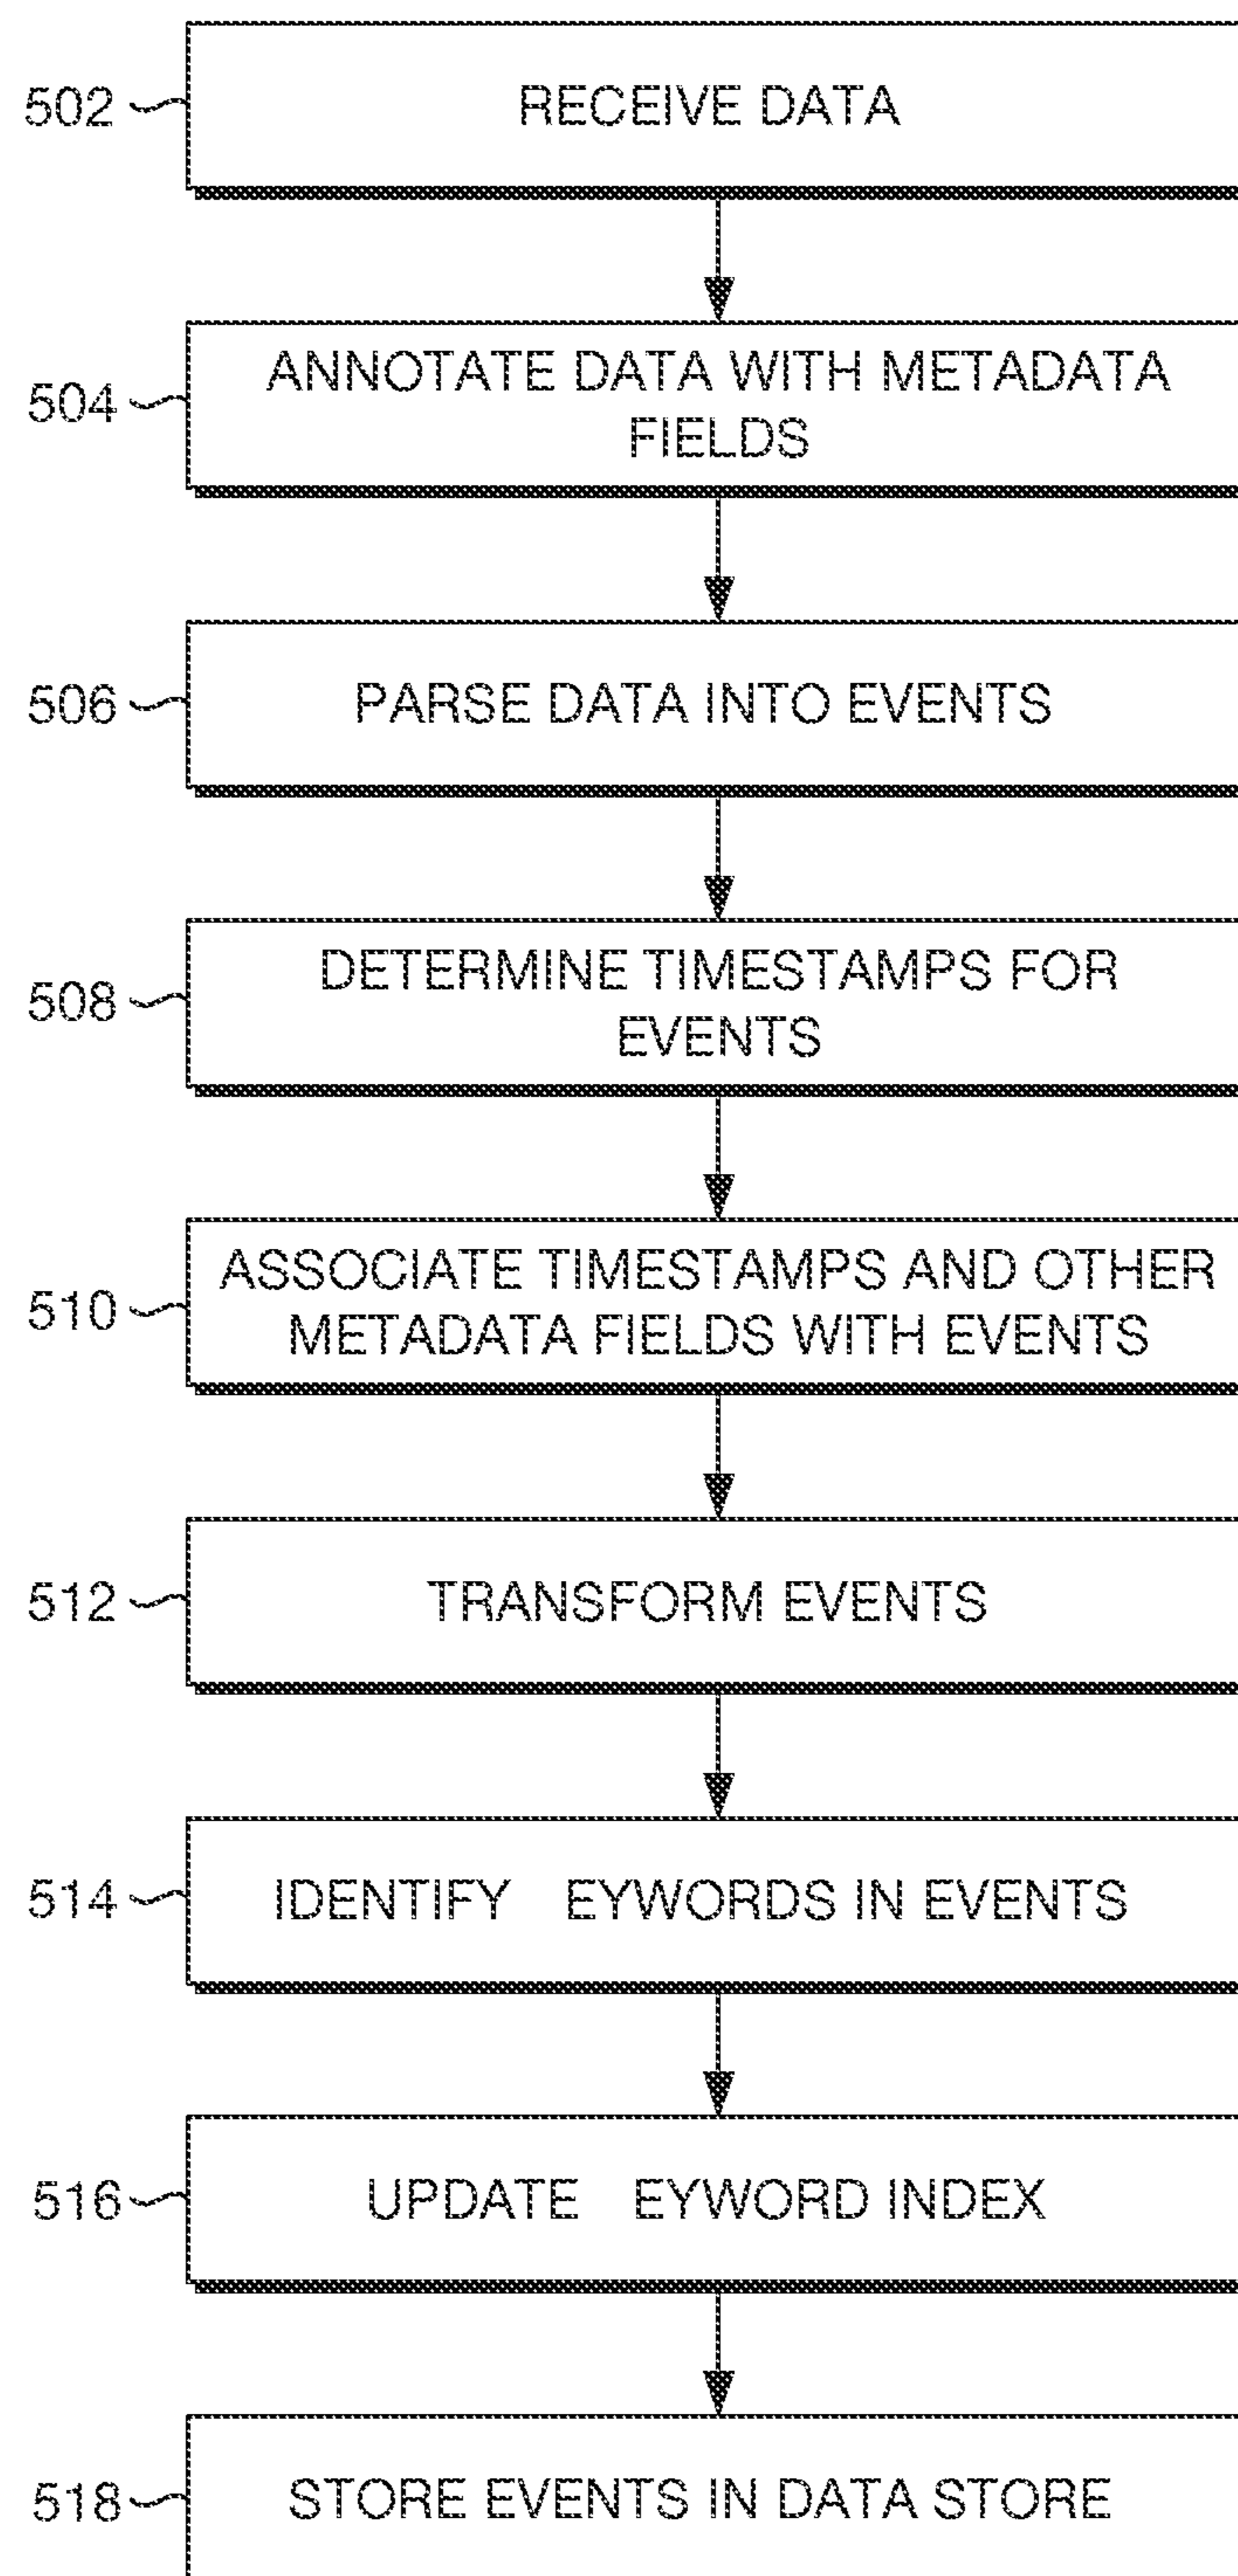 502 RECEIVE DATA
504 ANNOTATE DATA WITH METADATA
FIELDS
506 PARSE DATA INTO EVENTS
508 DETERMINE TIMESTAMPS FOR
EVENTS
510 ASSOCIATE TIMESTAMPS AND OTHER
METADATA FIELDS WITH EVENTS
512 TRANSFORM EVENTS
514 IDENTIFY EYWORDS IN EVENTS
516 UPDATE EYWORD INDEX
518 STORE EVENTS IN DATA STORE